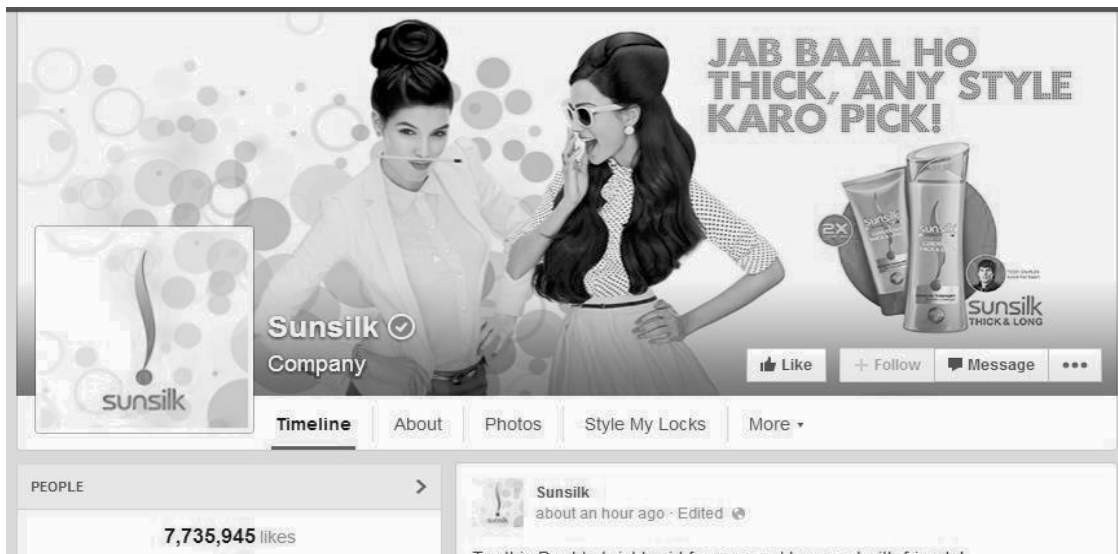 JAB BAAL HO
THICK, ANY STYLE
KARO PICK!
2X
sunsilk
sunsilk
sunsilk
THICK & LONG
sunsilk
Sunsilk
Company
Like
+ Follow
Message
Timeline
About
Photos
Style My Locks
More
PEOPLE
7,735,945 likes
Sunsilk
about an hour ago · Edited